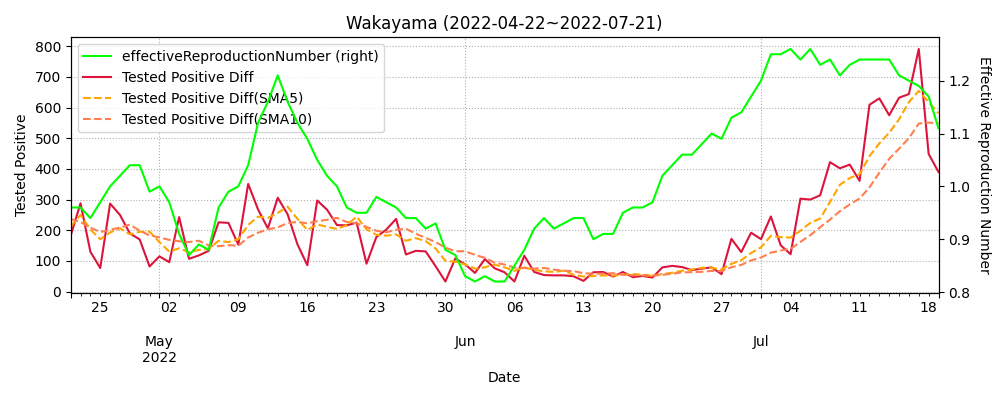 Wakayama (2022-04-22~2022-07-21)
effectiveReproductionNumber (right)
Tested Positive Diff
Tested Positive Diff(SMA5)
Tested Positive Diff(SMA10)
Tested Positive
800
700
600
500
400
300
200
100
0
1.2
1.1
1.0
0.9
0.8
Effective Reproduction Number
25 02 09 16 23 30 06 13 20 27 04 11 18
May Jun Jul
2022
Date